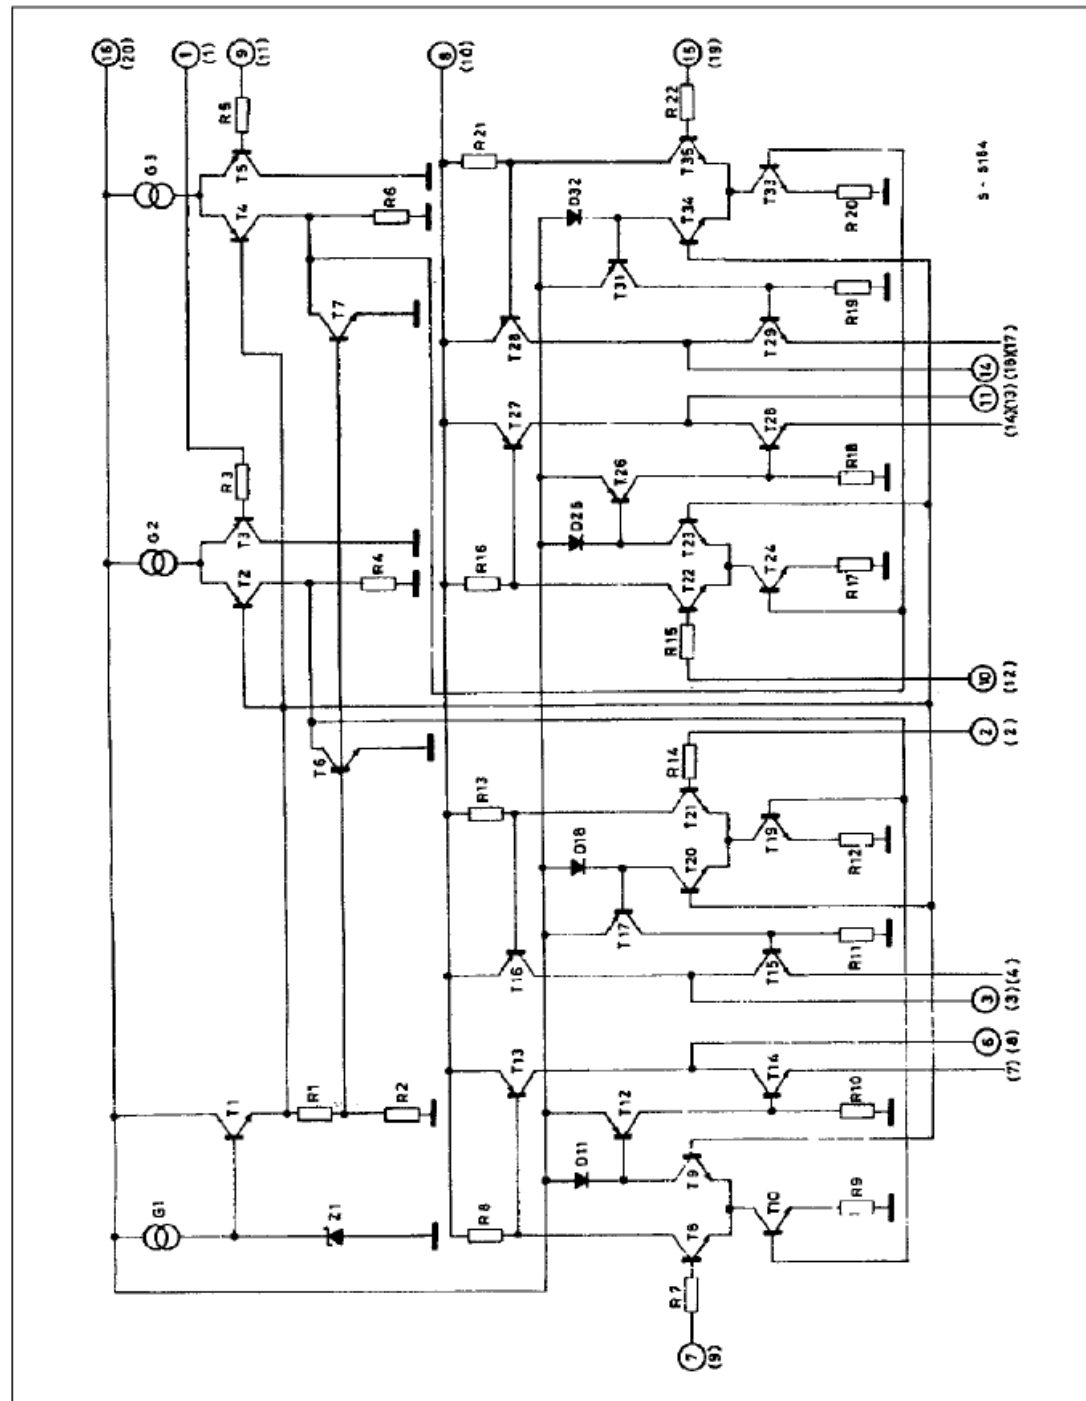 16
(20)
1
(1)
9
(11)
8
(10)
15
(19)
R5
G3
T5
T4
R6
T7
R22
R21
T35
T34
D32
T33
R20
S - 5164
T31
T28
T29
R19
14
(18)(17)
11
(14)(13)
T27
T28
T26
R18
D25
R3
G2
T3
T2
R4
R16
T23
T22
T24
R17
R15
10
(12)
2
(2)
T6
R13
R14
T21
T20
D18
T19
R12
T17
T16
T15
R11
3
(3)(4)
6
(7) (8)
T13
T14
T12
R10
T1
R1
R2
D11
G1
Z1
R8
T9
T8
T10
R9
R7
7
(9)